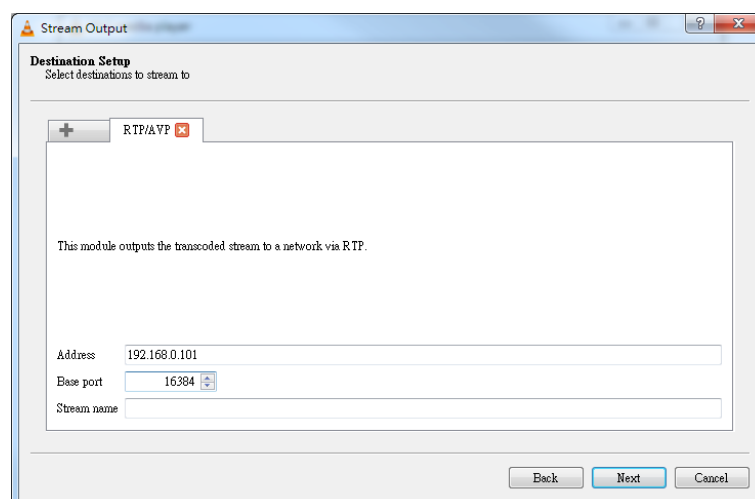 Stream Output
Destination Setup
Select destinations to stream to
RTP/AVP
This module outputs the transcoded stream to a network via RTP.
Address 192.168.0.101
Base port 16384
Stream name
Back Next Cancel